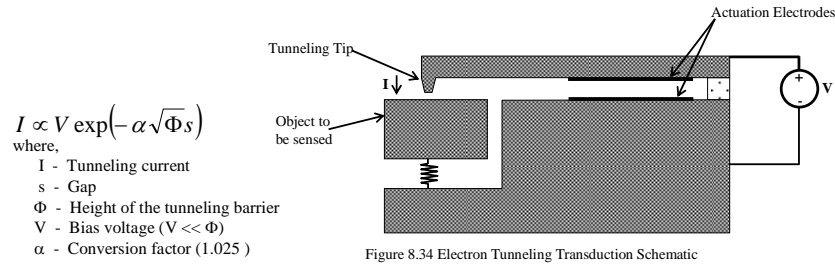 Actuation Electrodes
Tunneling Tip
I
+
V
-
Object to
be sensed
I ∝ V exp(−α√Φs)
where,
I - Tunneling current
s - Gap
Φ - Height of the tunneling barrier
V - Bias voltage (V << Φ)
α - Conversion factor (1.025 )
Figure 8.34 Electron Tunneling Transduction Schematic